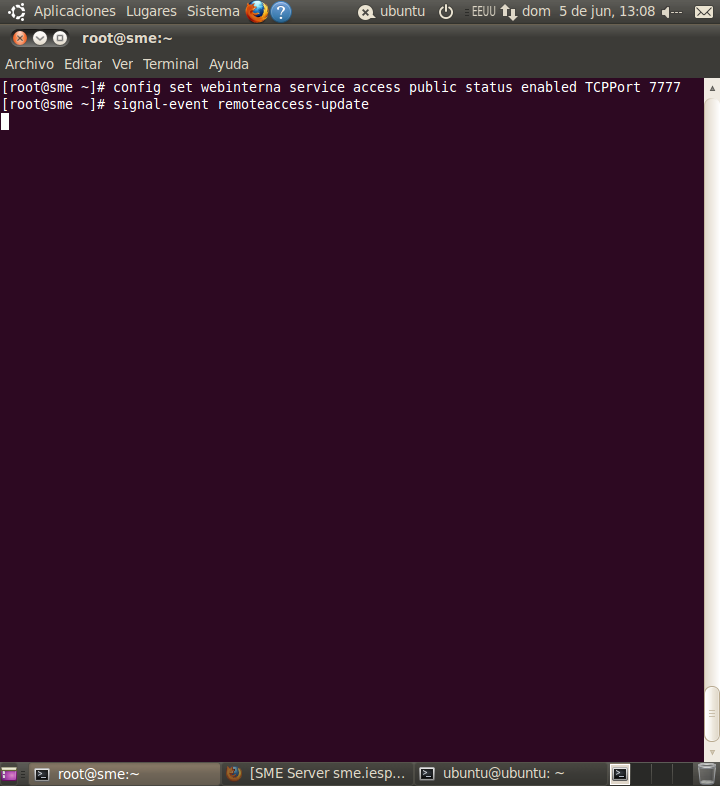 Aplicaciones Lugares Sistema ubuntu EEUU dom 5 de jun, 13:08
root@sme:~
Archivo Editar Ver Terminal Ayuda
[root@sme ~]# config set webinterna service access public status enabled TCPPort 7777
[root@sme ~]# signal-event remoteaccess-update
root@sme:~ [SME Server sme.iesp... ubuntu@ubuntu: ~